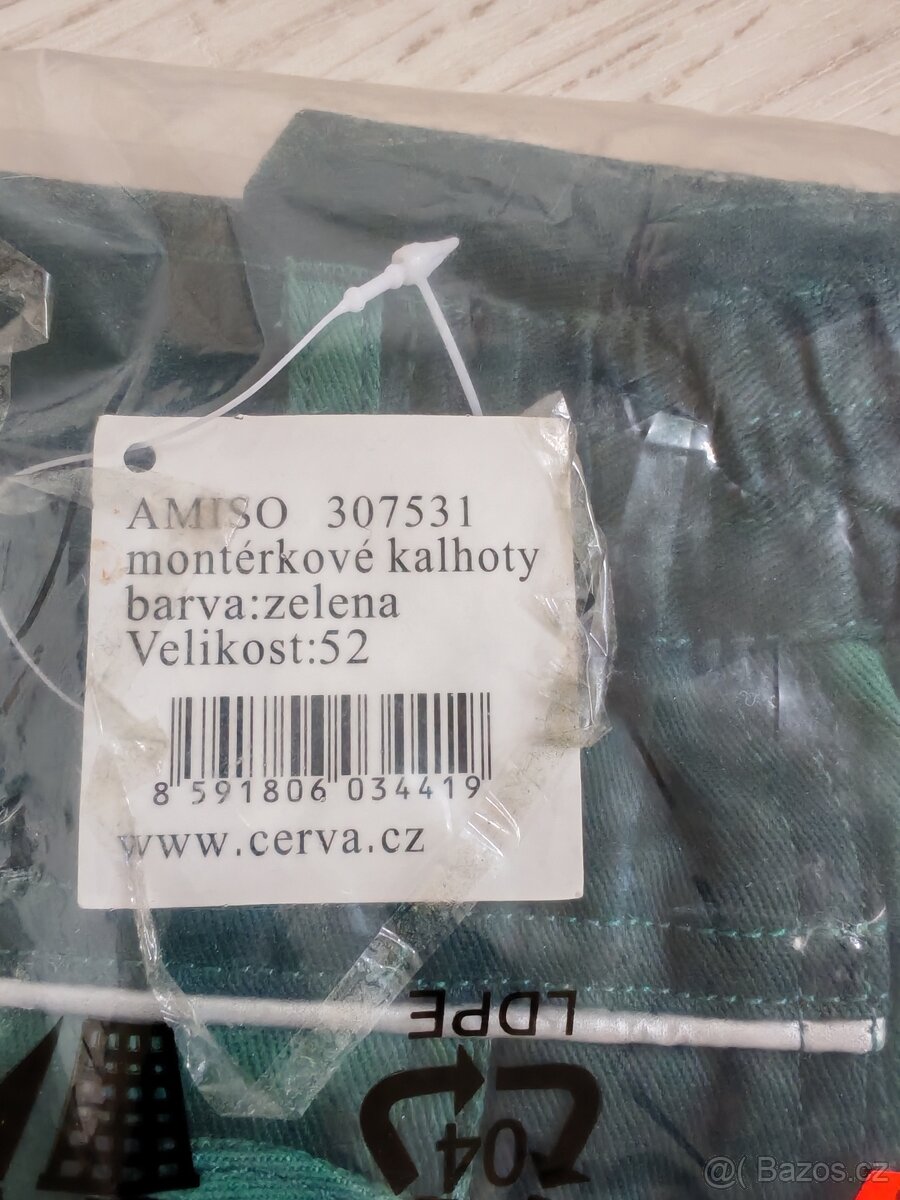 AMISO 307531
montérkové kalhoty
barva:zelena
Velikost:52
8 591806 034419
www.cerva.cz
LDPE
04
@( Bazos.cz